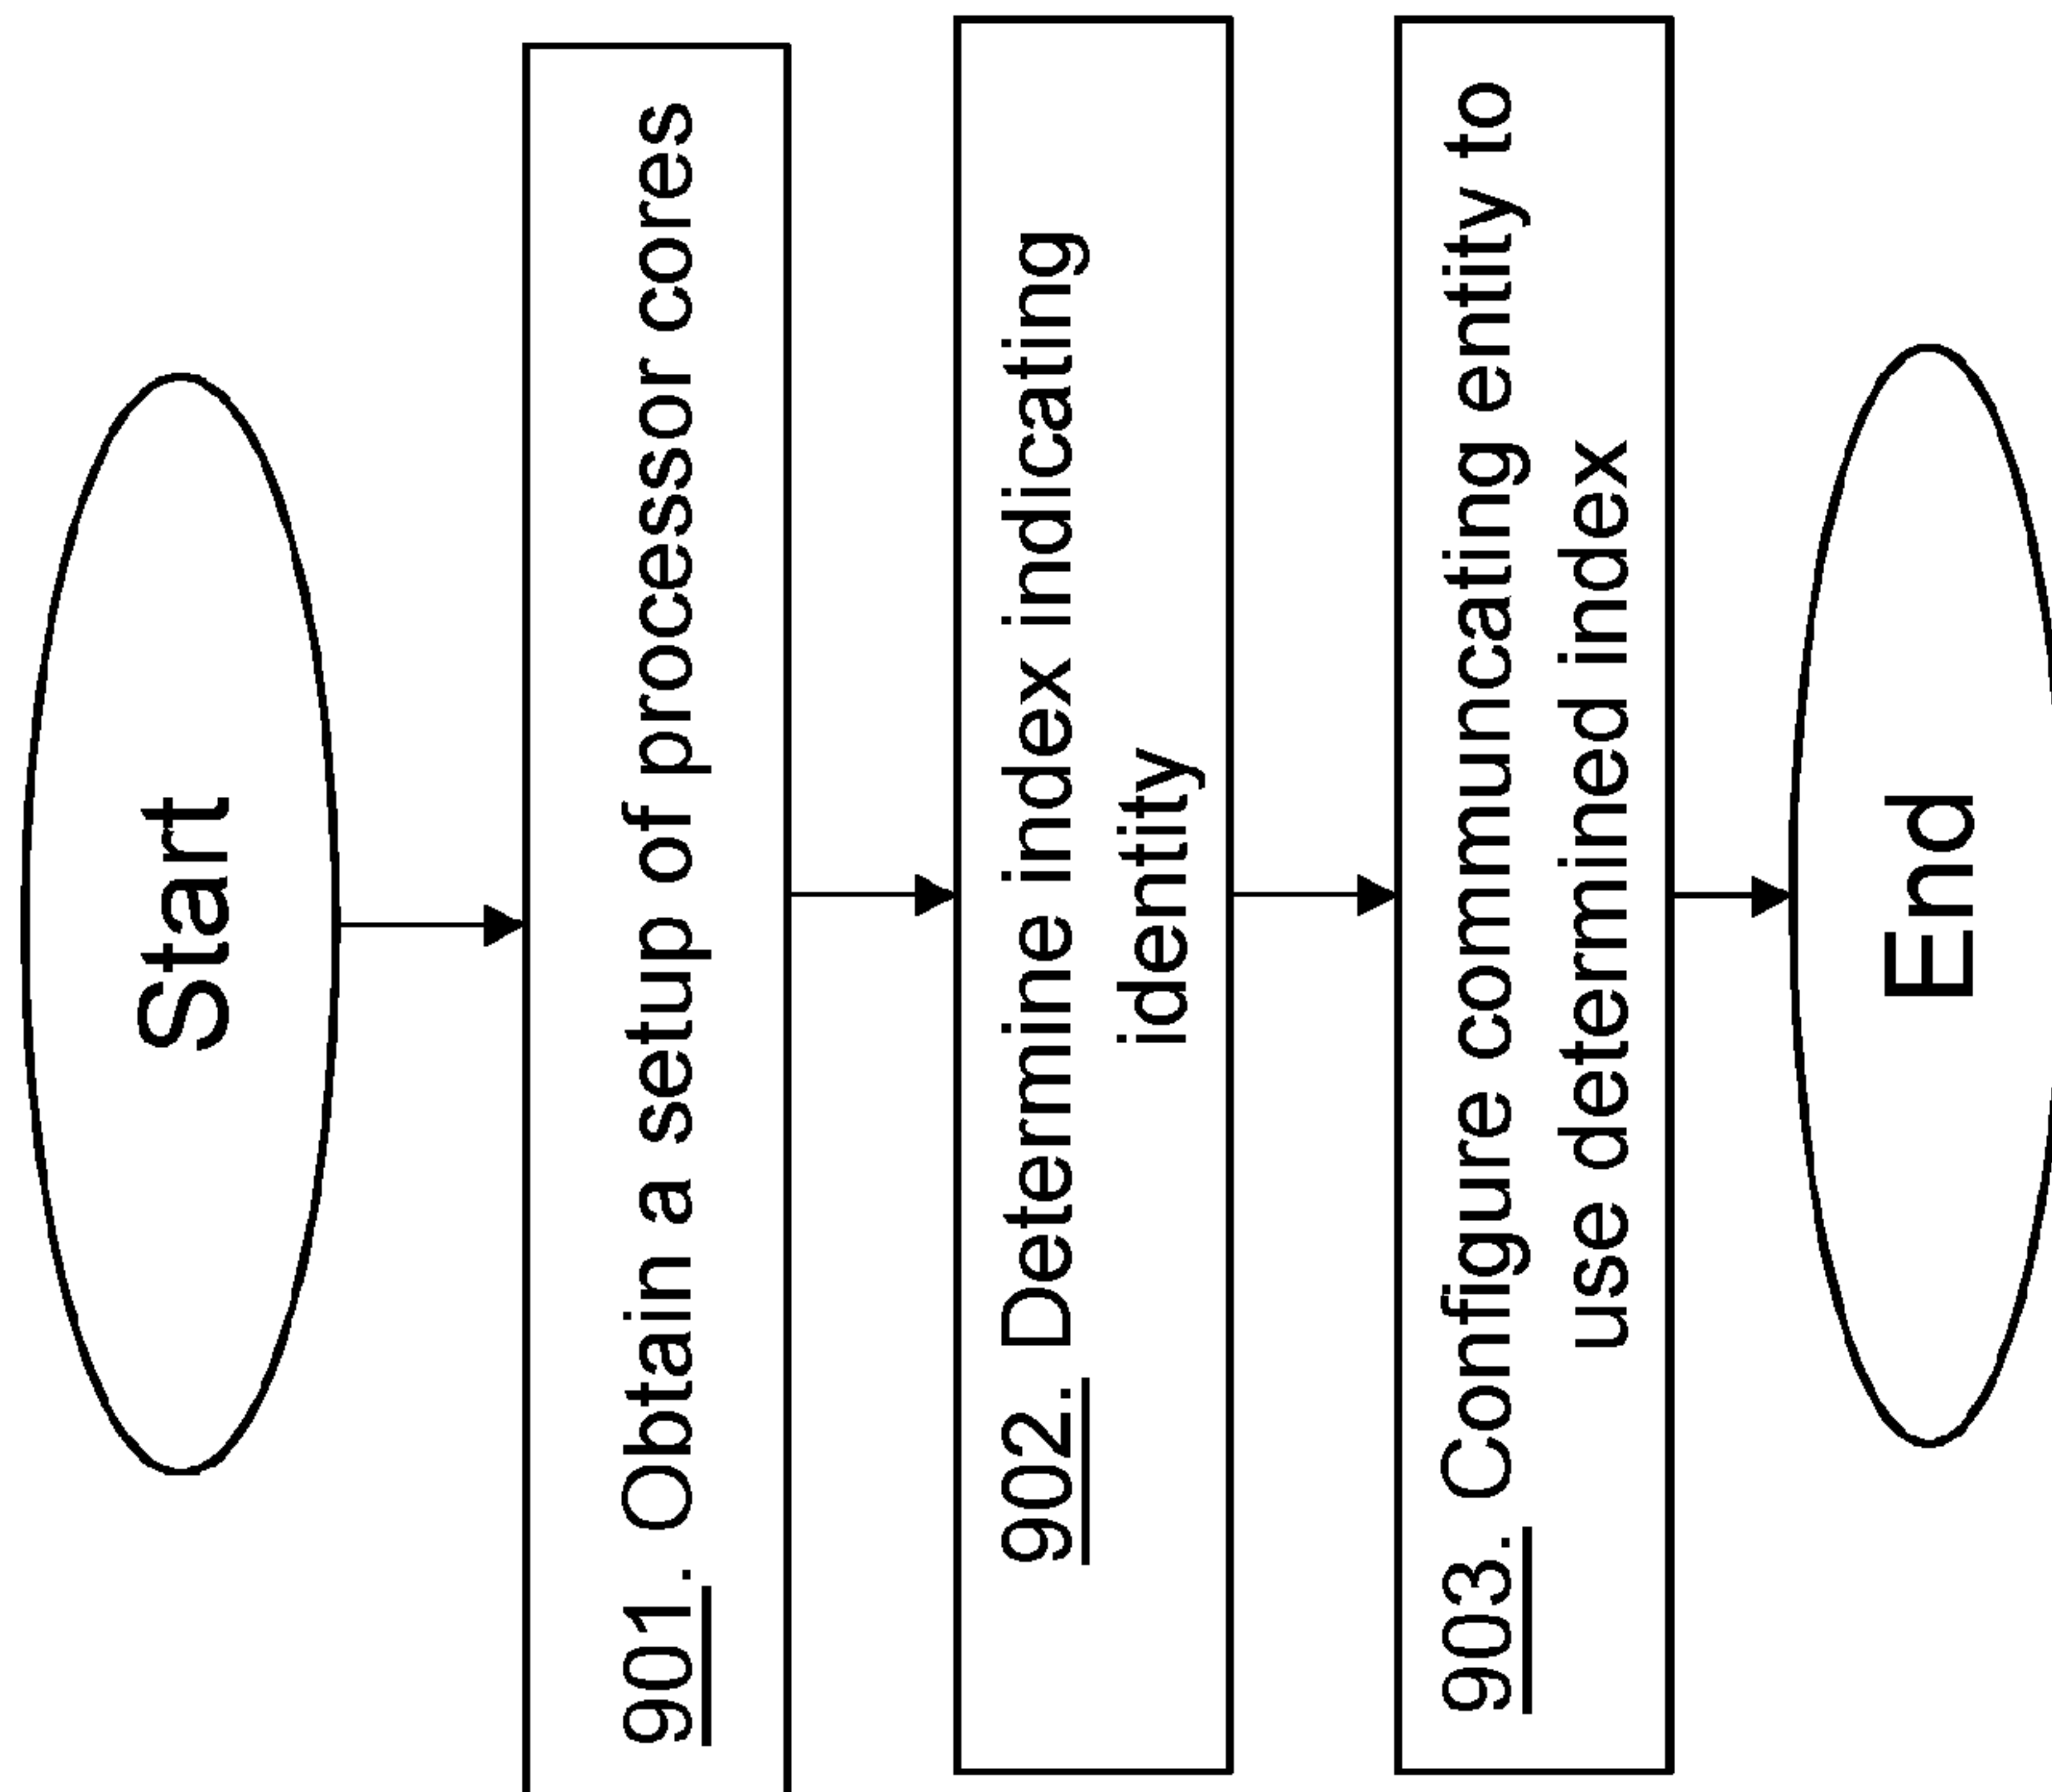 Start
901. Obtain a setup of processor cores
902. Determine index indicating
identity
903. Configure communcating entity to
use determined index
End